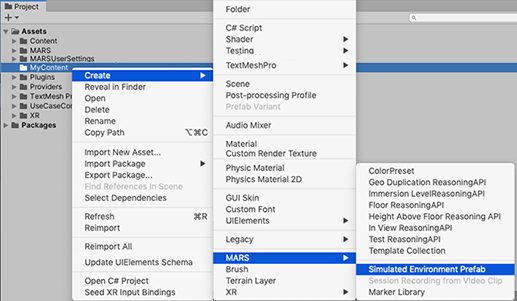 Project
Assets
Content
MARS
MARSUserSettings
MyContent
Plugins
Providers
TextMesh P
UseCaseCon
XR
Packages
Create
Reveal in Finder
Open
Delete
Rename
Copy Path ⌥⌘C
Import New Asset...
Import Package
Export Package...
Find References In Scene
Select Dependencies
Refresh ⌘R
Reimport
Reimport All
Update UIElements Schema
Open C# Project
Seed XR Input Bindings
Folder
C# Script
Shader
Testing
TextMeshPro
Scene
Post-processing Profile
Prefab Variant
Audio Mixer
Material
Custom Render Texture
Physic Material
Physics Material 2D
GUI Skin
Custom Font
UIElements
Legacy
MARS
Brush
Terrain Layer
XR
ColorPreset
Geo Duplication ReasoningAPI
Immersion LevelReasoningAPI
Floor ReasoningAPI
Height Above Floor Reasoning API
In View ReasoningAPI
Test ReasoningAPI
Template Collection
Simulated Environment Prefab
Session Recording from Video Clip
Marker Library